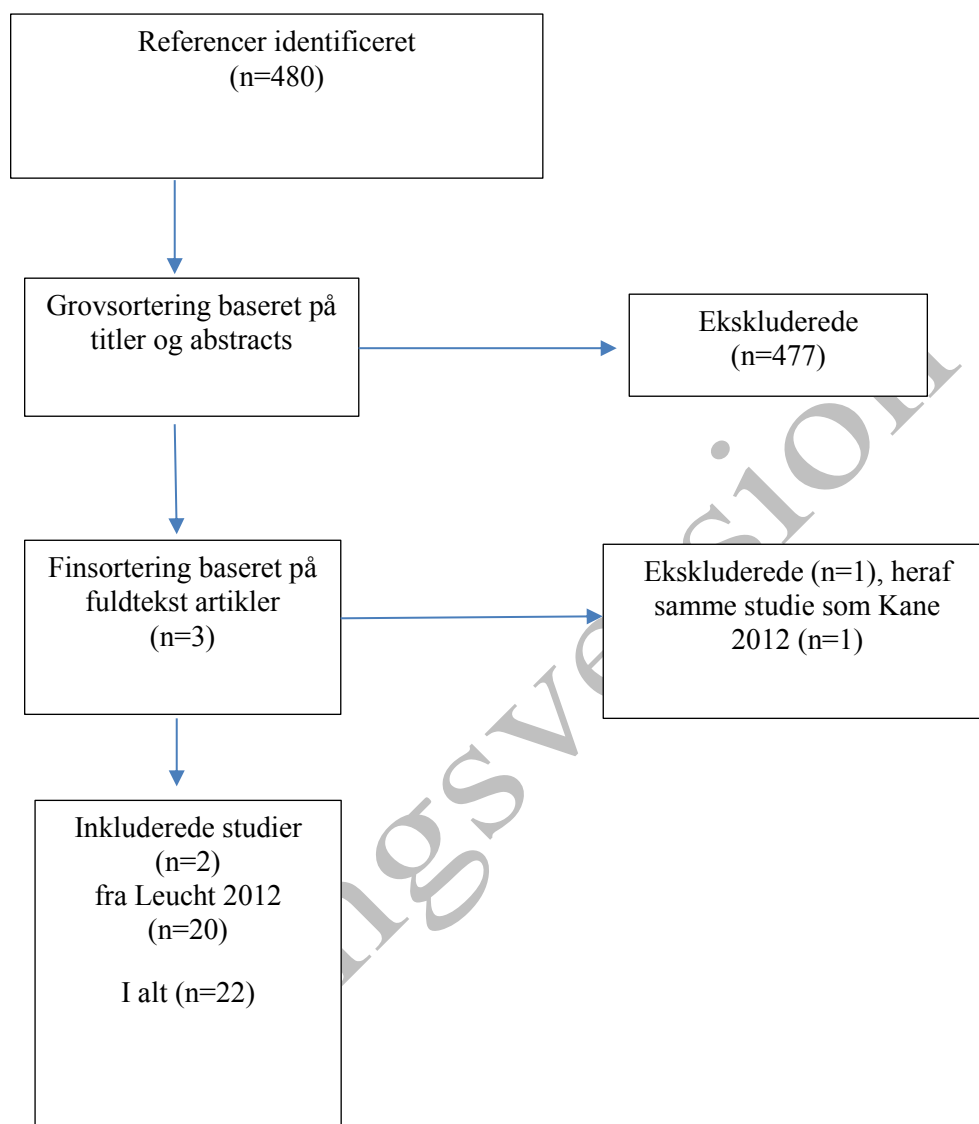 Referencer identificeret
(n=480)
Grovsortering baseret på
titler og abstracts
Ekskluderede
(n=477)
Finsortering baseret på
fuldtekst artikler
(n=3)
Ekskluderede (n=1), heraf
samme studie som Kane
2012 (n=1)
Inkluderede studier
(n=2)
fra Leucht 2012
(n=20)
I alt (n=22)